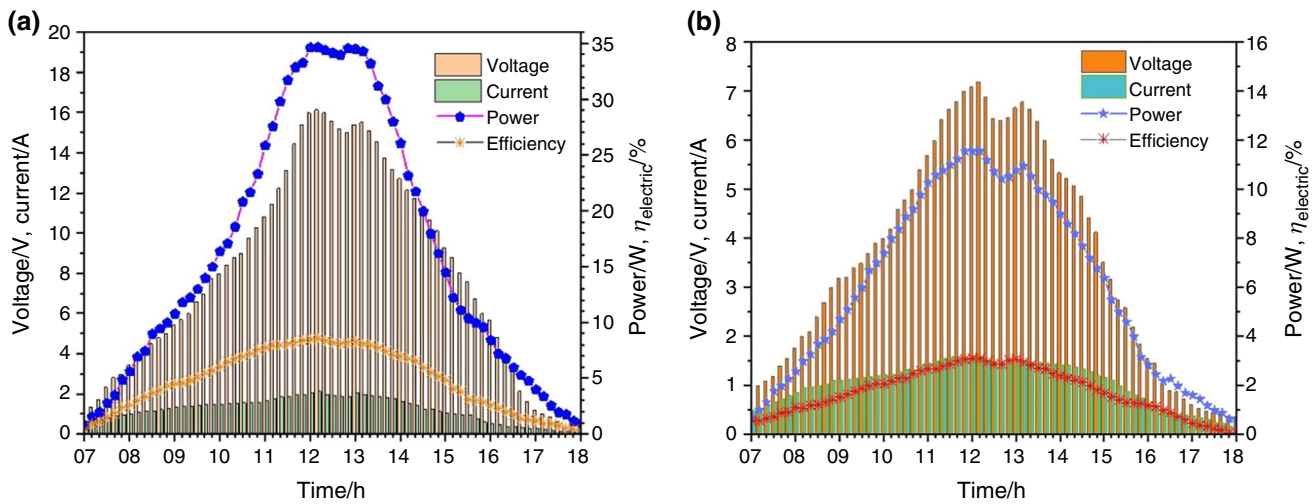 (a)
Voltage/V, current/A
20
18
16
14
12
10
8
6
4
2
0
Voltage
Current
Power
Efficiency
35
30
25
20
15
10
5
0
Power/W, ηelectric/%
07 08 09 10 11 12 13 14 15 16 17 18
Time/h
(b)
Voltage/V, current/A
8
7
6
5
4
3
2
1
0
Voltage
Current
Power
Efficiency
16
14
12
10
8
6
4
2
0
Power/W, ηelectric/%
07 08 09 10 11 12 13 14 15 16 17 18
Time/h